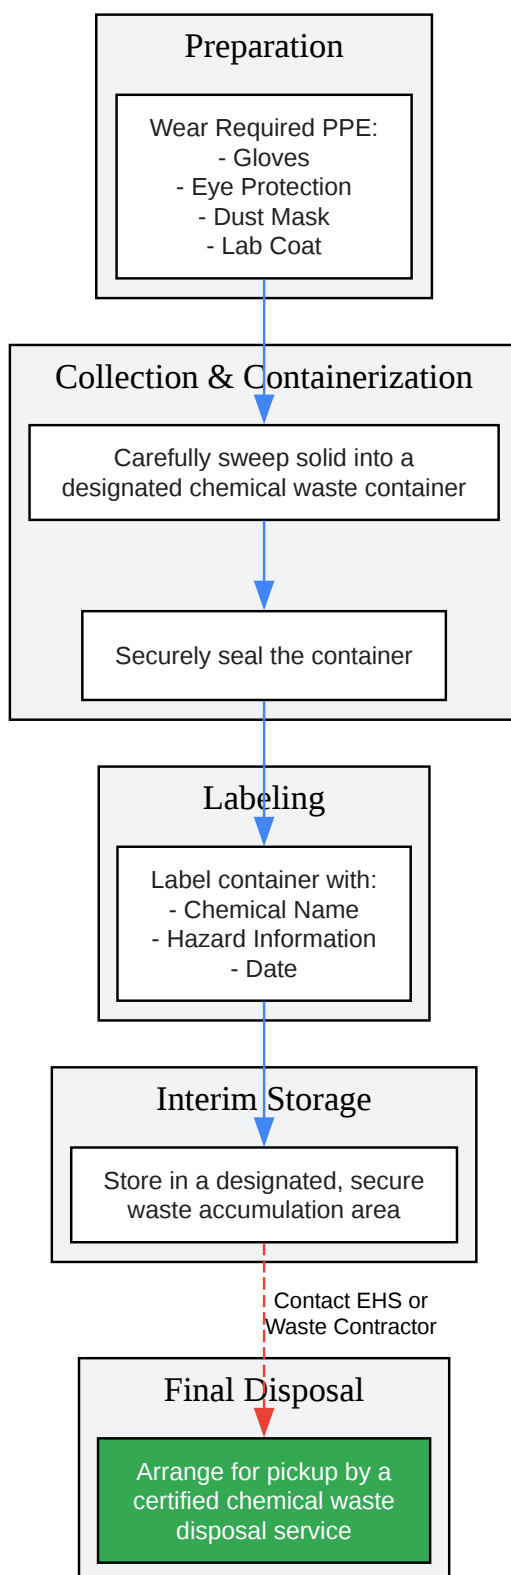 Preparation
Wear Required PPE:
- Gloves
- Eye Protection
- Dust Mask
- Lab Coat
Collection & Containerization
Carefully sweep solid into a
designated chemical waste container
Securely seal the container
Labeling
Label container with:
- Chemical Name
- Hazard Information
- Date
Interim Storage
Store in a designated, secure
waste accumulation area
Contact EHS or
Waste Contractor
Final Disposal
Arrange for pickup by a
certified chemical waste
disposal service